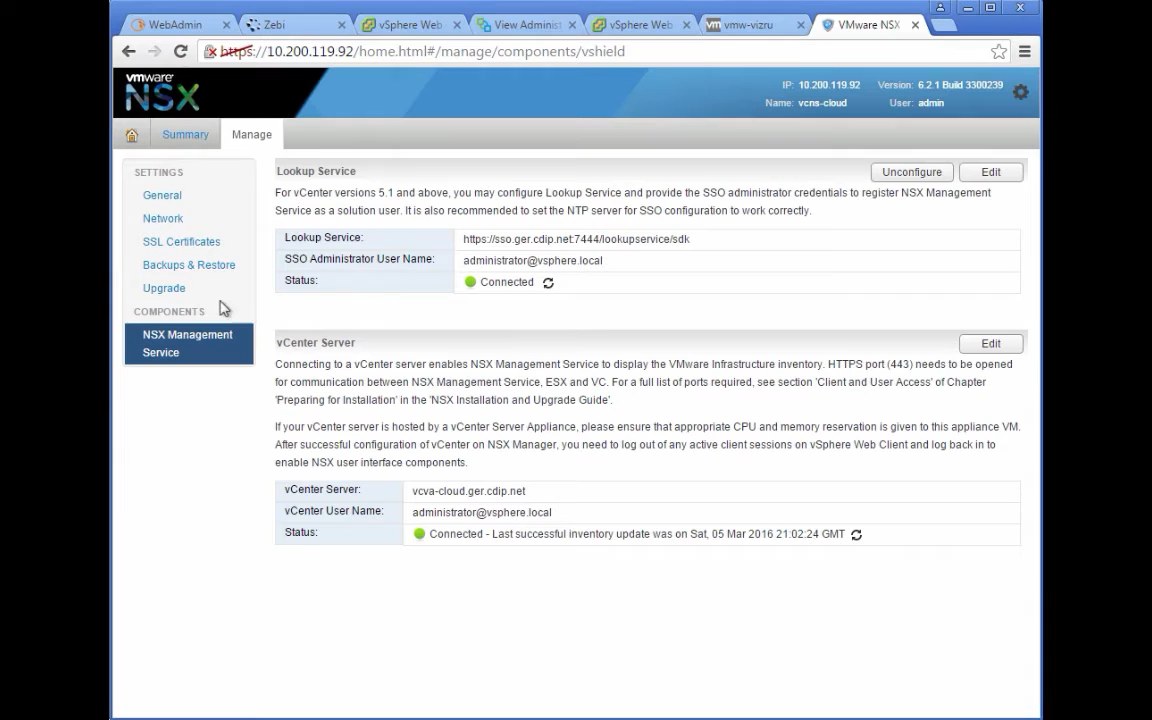 WebAdmin
Zebi
vSphere Web
View Administ
vSphere Web
vmw-vizru
VMware NSX
https://10.200.119.92/home.html#/manage/components/vshield
vmware
NSX
IP: 10.200.119.92 Version: 6.2.1 Build 3300239
Name: vcns-cloud User: admin
Summary
Manage
SETTINGS
General
Network
SSL Certificates
Backups & Restore
Upgrade
COMPONENTS
NSX Management
Service
Lookup Service
Unconfigure
Edit
For vCenter versions 5.1 and above, you may configure Lookup Service and provide the SSO administrator credentials to register NSX Management
Service as a solution user. It is also recommended to set the NTP server for SSO configuration to work correctly.
Lookup Service: https://sso.ger.cdip.net:7444/lookupservice/sdk
SSO Administrator User Name: administrator@vsphere.local
Status: Connected
vCenter Server
Edit
Connecting to a vCenter server enables NSX Management Service to display the VMware Infrastructure inventory. HTTPS port (443) needs to be opened
for communication between NSX Management Service, ESX and VC. For a full list of ports required, see section 'Client and User Access' of Chapter
'Preparing for Installation' in the 'NSX Installation and Upgrade Guide'.
If your vCenter server is hosted by a vCenter Server Appliance, please ensure that appropriate CPU and memory reservation is given to this appliance VM.
After successful configuration of vCenter on NSX Manager, you need to log out of any active client sessions on vSphere Web Client and log back in to
enable NSX user interface components.
vCenter Server: vcva-cloud.ger.cdip.net
vCenter User Name: administrator@vsphere.local
Status: Connected - Last successful inventory update was on Sat, 05 Mar 2016 21:02:24 GMT